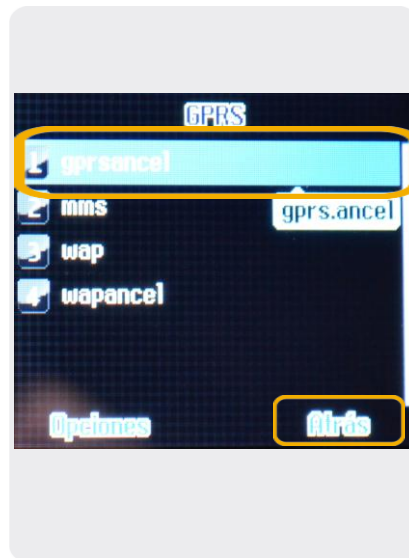 GPRS
1 gprsancel
2 mms
gprs.ancel
3 wap
4 wapancel
Opciones Atrás